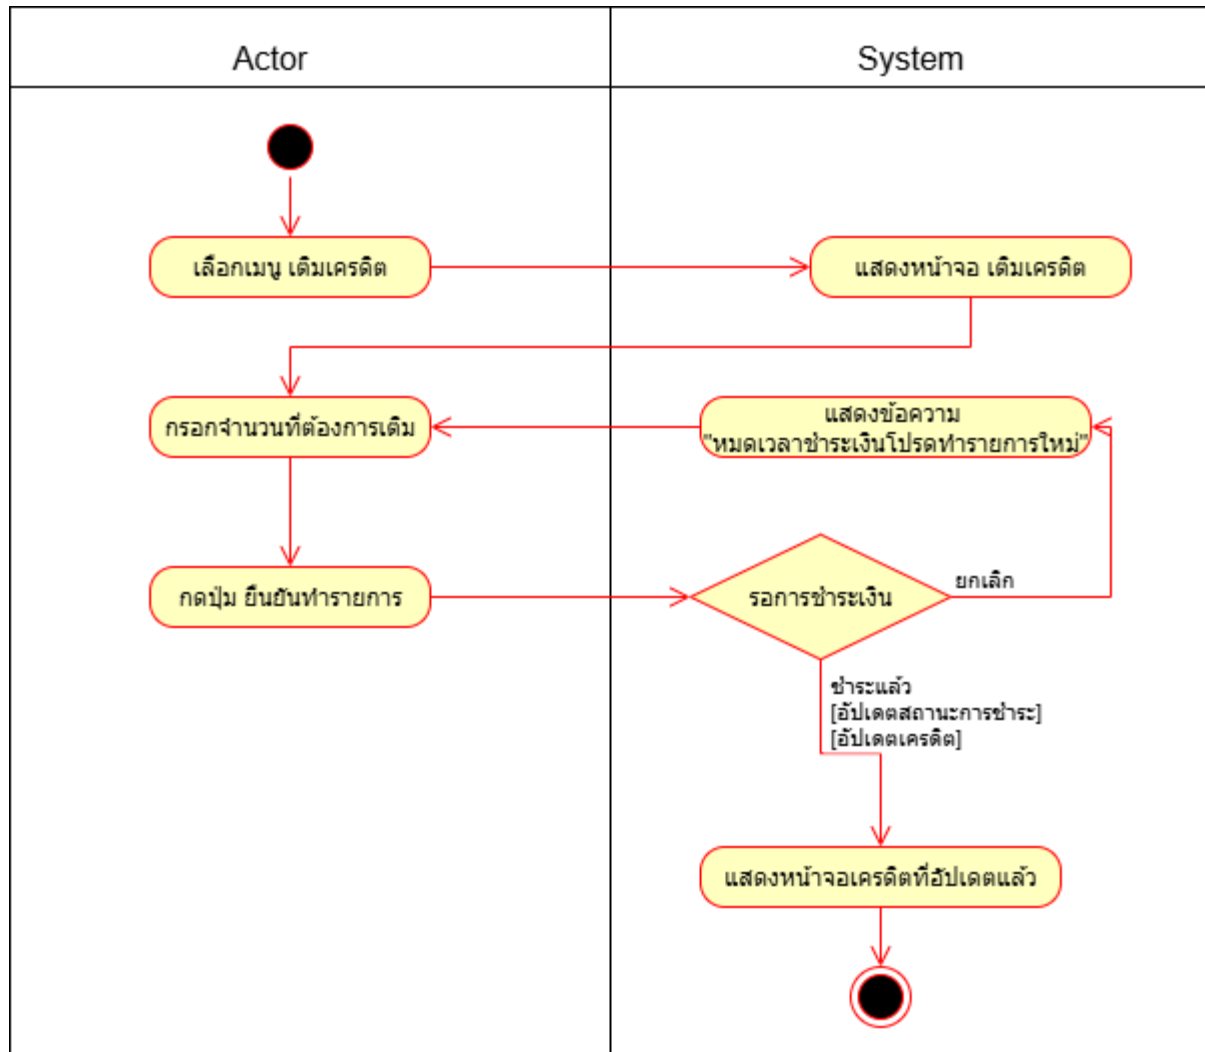 Actor
System
เลือกเมนู เติมเครดิต
แสดงหน้าจอ เติมเครดิต
กรอกจำนวนที่ต้องการเติม
แสดงข้อความ
"หมดเวลาชำระเงินโปรดทำรายการใหม่"
กดปุ่ม ยืนยันทำรายการ
รอการชำระเงิน
ยกเลิก
ชำระแล้ว
[อัปเดตสถานะการชำระ]
[อัปเดตเครดิต]
แสดงหน้าจอเครดิตที่อัปเดตแล้ว